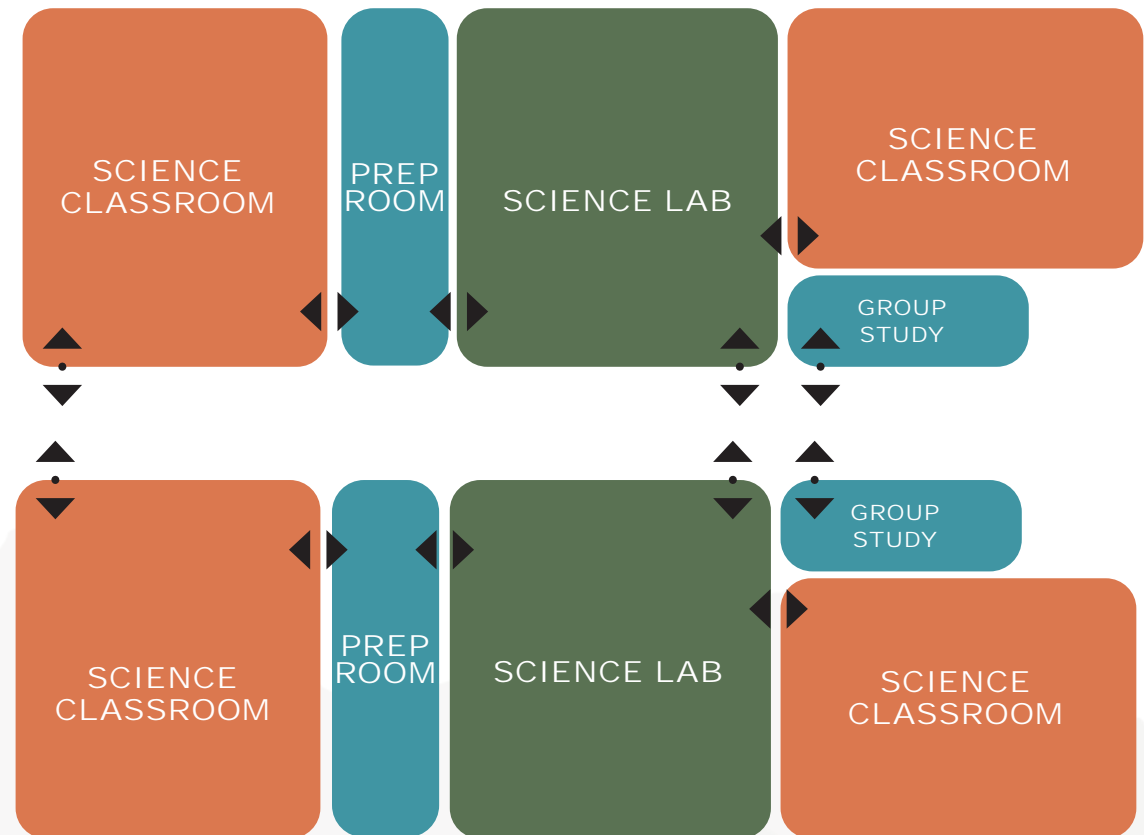 SCIENCE
CLASSROOM
PREP
ROOM
SCIENCE LAB
SCIENCE
CLASSROOM
GROUP
STUDY
SCIENCE
CLASSROOM
PREP
ROOM
SCIENCE LAB
GROUP
STUDY
SCIENCE
CLASSROOM